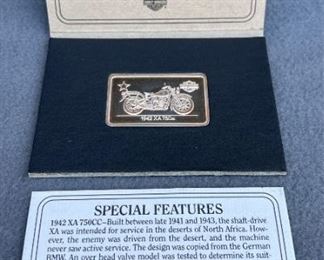 1942 XA 750cc
SPECIAL FEATURES
1942 XA 750CC—Built between late 1941 and 1943, the shaft-drive
XA was intended for service in the deserts of North Africa. How-
ever, the enemy was driven from the desert, and the machine
never saw active service. The design was copied from the German
BMW. An over head valve model was tested to determine its suit-